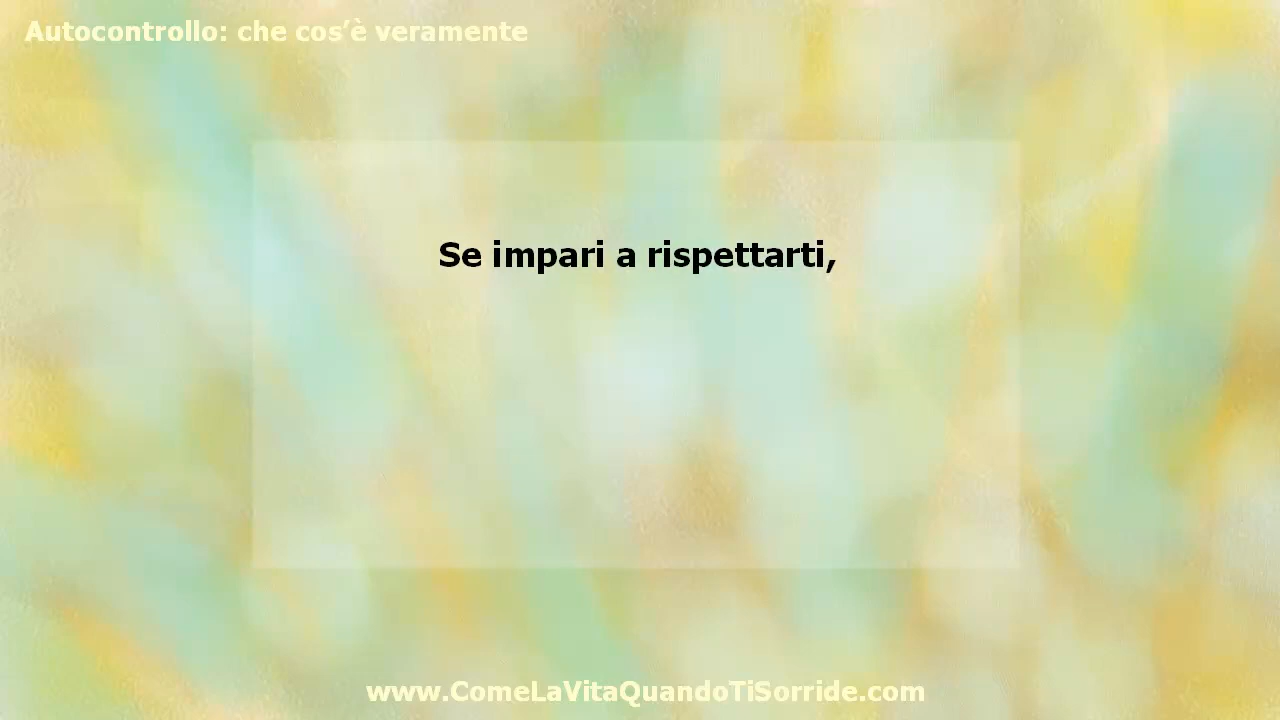 Autocontrollo: che cos’è veramente
Se impari a rispettarti,
www.ComeLaVitaQuandoTiSorride.com